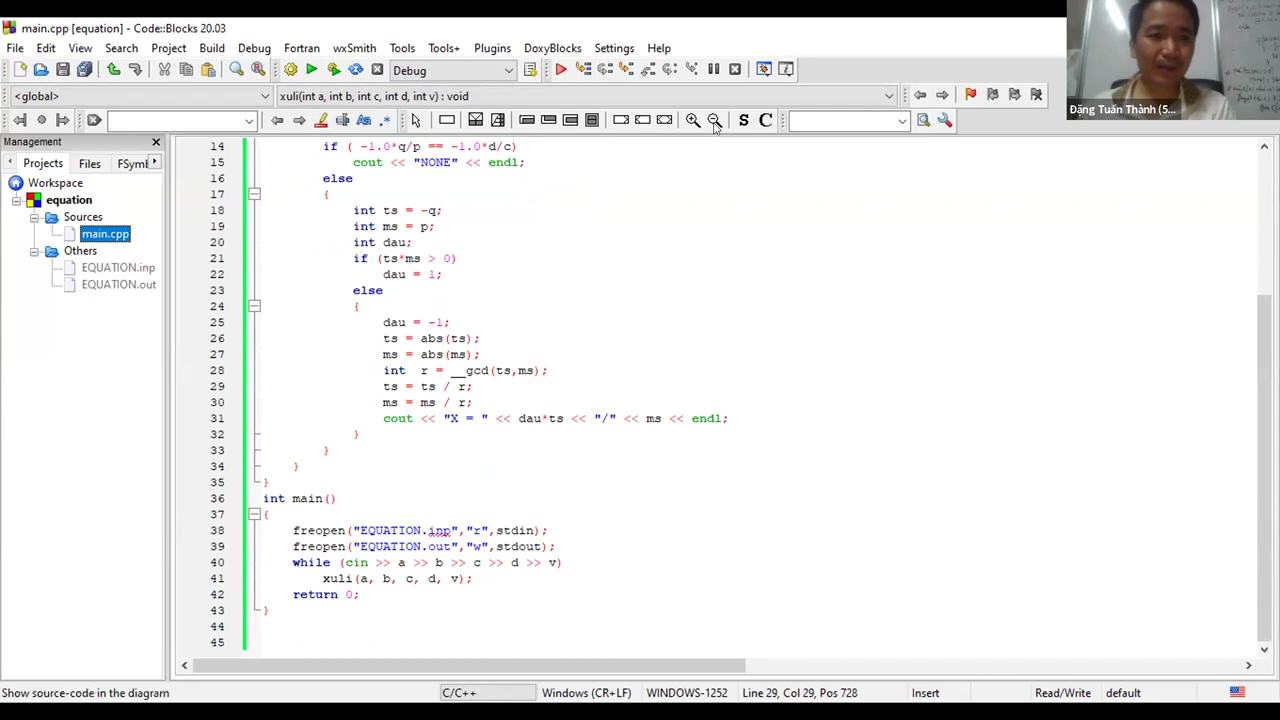 main.cpp [equation] - Code::Blocks 20.03
File Edit View Search Project Build Debug Fortran wxSmith Tools Tools+ Plugins DoxyBlocks Settings Help
Debug
<global> xuli(int a, int b, int c, int d, int v) : void
Đặng Tuấn Thành (5...
Aa .* S C
Management
Projects Files FSymt
Workspace
equation
Sources
main.cpp
Others
EQUATION.inp
EQUATION.out
14 if ( -1.0*q/p == -1.0*d/c)
15 cout << "NONE" << endl;
16 else
17 {
18 int ts = -q;
19 int ms = p;
20 int dau;
21 if (ts*ms > 0)
22 dau = 1;
23 else
24 {
25 dau = -1;
26 ts = abs(ts);
27 ms = abs(ms);
28 int r = __gcd(ts,ms);
29 ts = ts / r;
30 ms = ms / r;
31 cout << "X = " << dau*ts << "/" << ms << endl;
32 }
33 }
34 }
35 }
36 int main()
37 {
38 freopen("EQUATION.inp","r",stdin);
39 freopen("EQUATION.out","w",stdout);
40 while (cin >> a >> b >> c >> d >> v)
41 xuli(a, b, c, d, v);
42 return 0;
43 }
44
45
Show source-code in the diagram C/C++ Windows (CR+LF) WINDOWS-1252 Line 29, Col 29, Pos 728 Insert Read/Write default